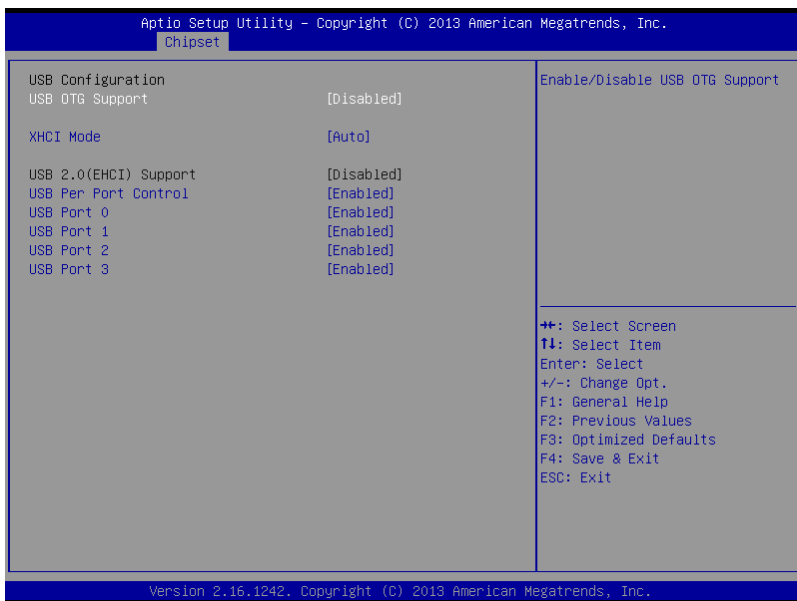 Aptio Setup Utility – Copyright (C) 2013 American Megatrends, Inc.
Chipset
USB Configuration
USB OTG Support [Disabled]
XHCI Mode [Auto]
USB 2.0(EHCI) Support [Disabled]
USB Per Port Control [Enabled]
USB Port 0 [Enabled]
USB Port 1 [Enabled]
USB Port 2 [Enabled]
USB Port 3 [Enabled]
Enable/Disable USB OTG Support
→←: Select Screen
↑↓: Select Item
Enter: Select
+/-: Change Opt.
F1: General Help
F2: Previous Values
F3: Optimized Defaults
F4: Save & Exit
ESC: Exit
Version 2.16.1242. Copyright (C) 2013 American Megatrends, Inc.